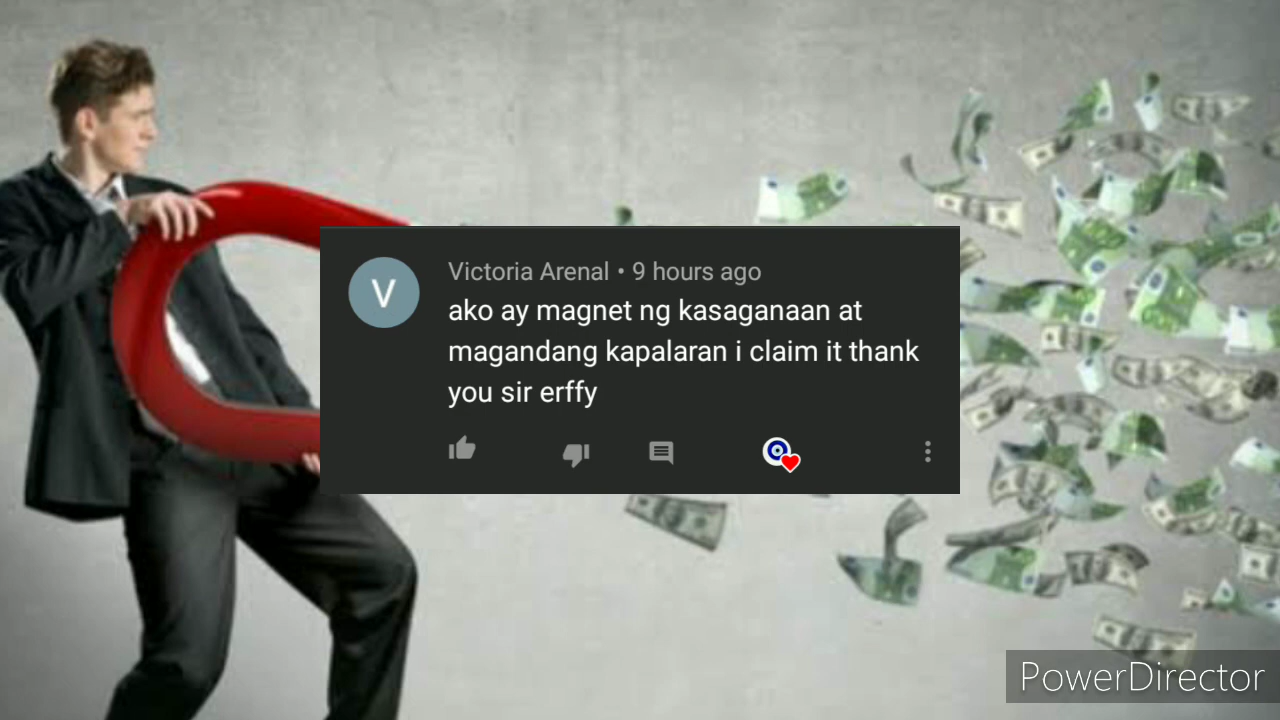 V
Victoria Arenal • 9 hours ago
ako ay magnet ng kasaganaan at
magandang kapalaran i claim it thank
you sir erffy
PowerDirector